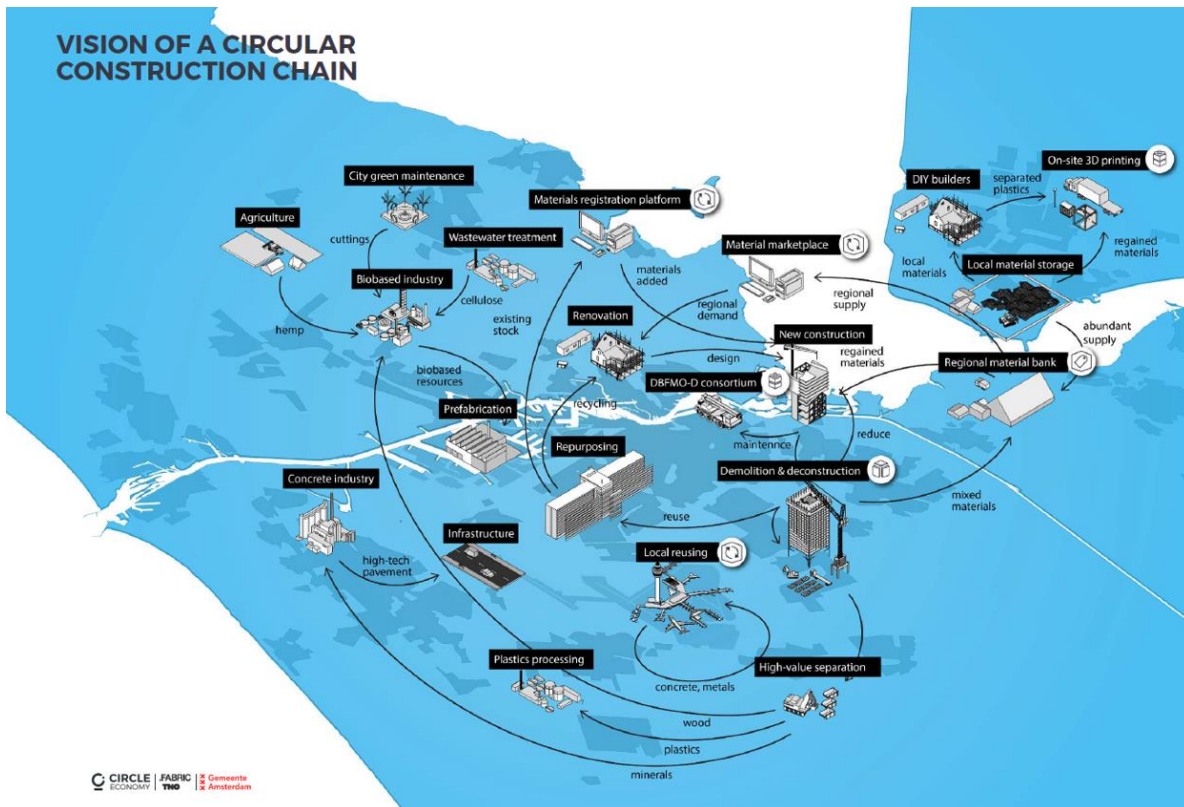 VISION OF A CIRCULAR
CONSTRUCTION CHAIN
City green maintenance
Agriculture
cuttings
Wastewater treatment
Biobased industry
cellulose
hemp
existing
stock
biobased
resources
Materials registration platform
materials
added
Material marketplace
regional
demand
regional
supply
Renovation
design
New construction
regained
materials
DBFMO-D consortium
recycling
maintennce
reduce
DIY builders
separated
plastics
On-site 3D printing
local
materials
Local material storage
regained
materials
abundant
supply
Regional material bank
mixed
materials
Prefabrication
Repurposing
Demolition & deconstruction
reuse
Concrete industry
high-tech
pavement
Infrastructure
Local reusing
concrete, metals
Plastics processing
High-value separation
wood
plastics
minerals
CIRCLE
ECONOMY
.FABRIC
TNO
Gemeente
Amsterdam